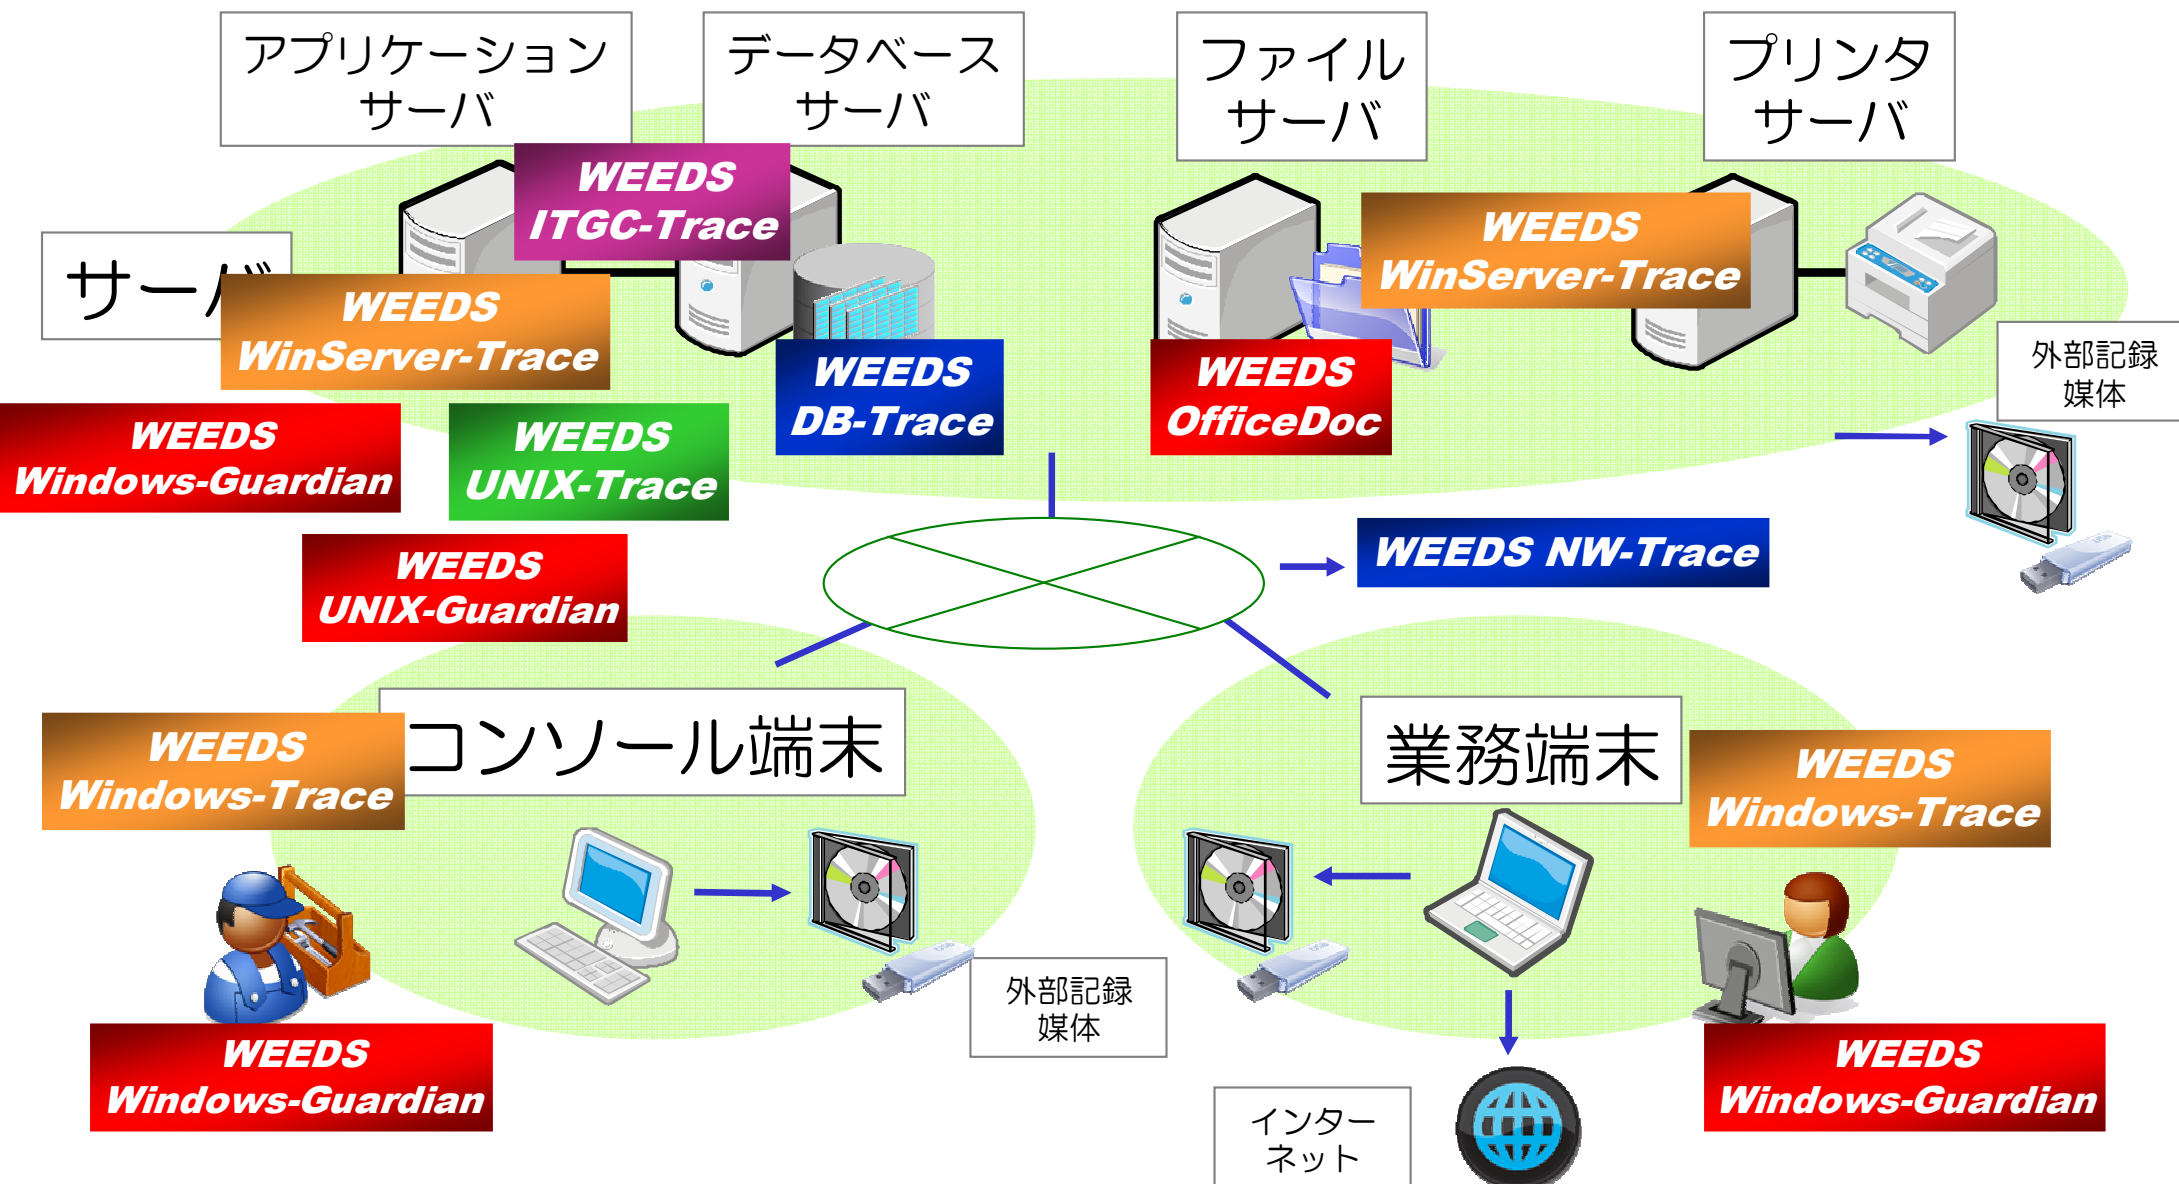 アプリケーション
サーバ
データベース
サーバ
ファイル
サーバ
プリンタ
サーバ
WEEDS
ITGC-Trace
WEEDS
WinServer-Trace
サーバ
WEEDS
WinServer-Trace
外部記録
媒体
WEEDS
DB-Trace
WEEDS
OfficeDoc
WEEDS
Windows-Guardian
WEEDS
UNIX-Trace
WEEDS NW-Trace
WEEDS
UNIX-Guardian
コンソール端末
業務端末
WEEDS
Windows-Trace
WEEDS
Windows-Trace
外部記録
媒体
WEEDS
Windows-Guardian
WEEDS
Windows-Guardian
インター
ネット